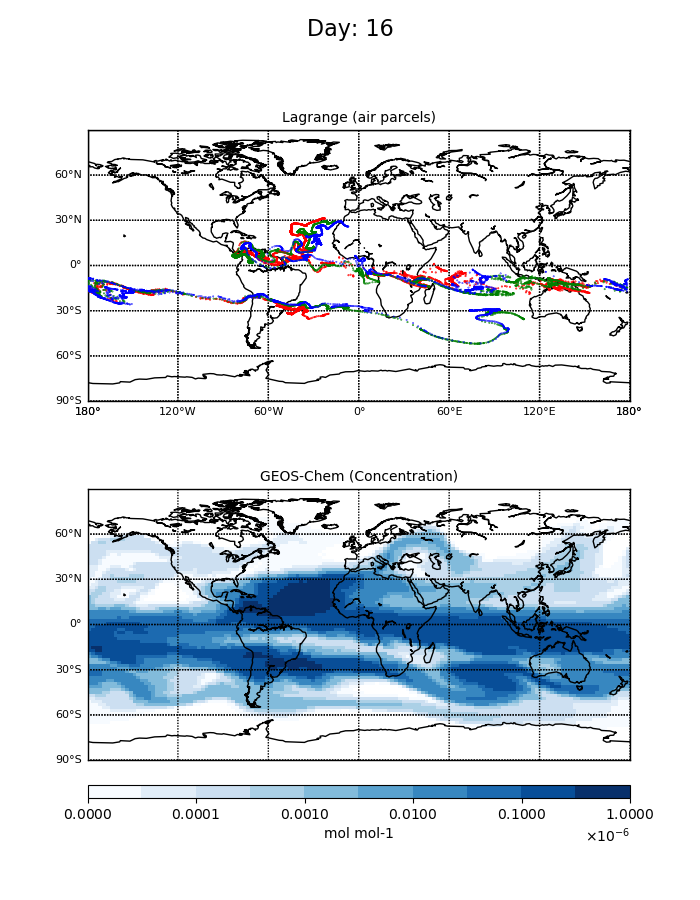 Day: 16
Lagrange (air parcels)
60°N
30°N
0°
30°S
60°S
90°S
180° 120°W 60°W 0° 60°E 120°E 180°
GEOS-Chem (Concentration)
60°N
30°N
0°
30°S
60°S
90°S
0.0000 0.0001 0.0010 0.0100 0.1000 1.0000
mol mol-1 ×10⁻⁶